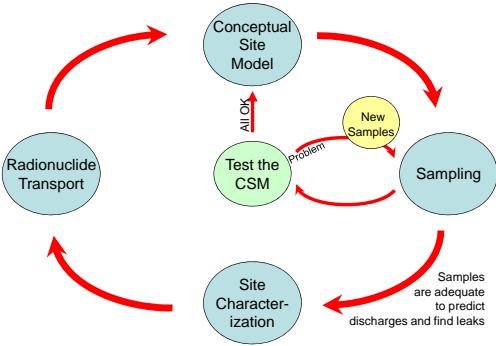 Conceptual
Site
Model
All OK
New
Samples
Problem
Radionuclide
Transport
Test the
CSM
Sampling
Site
Character-
ization
Samples
are adequate
to predict
discharges and find leaks